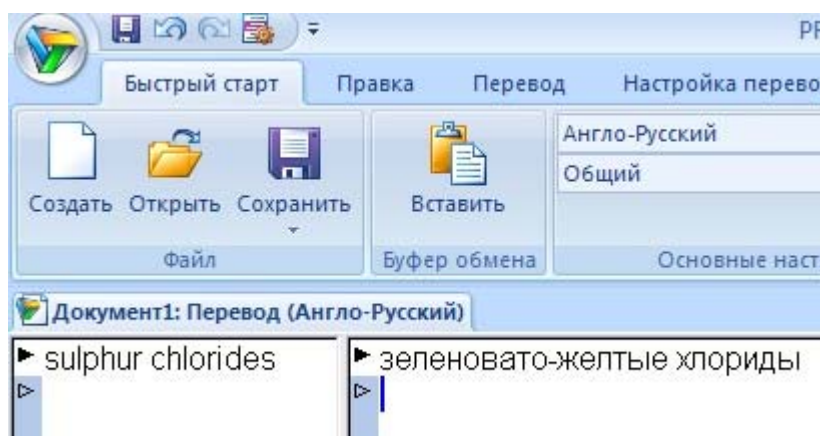 PF
Быстрый старт Правка Перевод Настройка перево
Англо-Русский
Общий
Создать Открыть Сохранить Вставить
Файл Буфер обмена Основные наст
Документ1: Перевод (Англо-Русский)
sulphur chlorides зеленовато-желтые хлориды